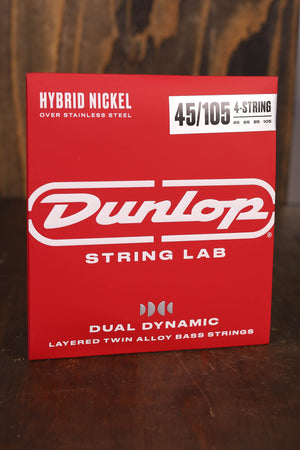 HYBRID NICKEL
OVER STAINLESS STEEL
45/105 4-STRING
45 65 85 105
Dunlop®
STRING LAB
DUAL DYNAMIC
LAYERED TWIN ALLOY BASS STRINGS